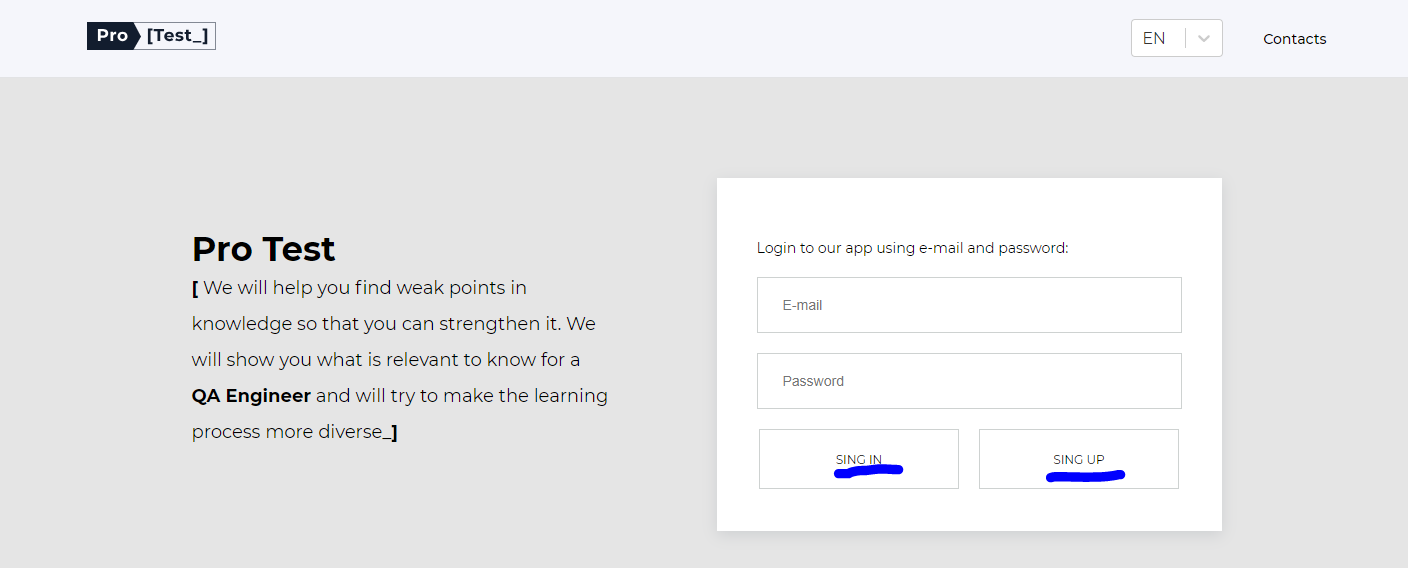 Pro [Test_]
EN
Contacts
Pro Test
[ We will help you find weak points in
knowledge so that you can strengthen it. We
will show you what is relevant to know for a
QA Engineer and will try to make the learning
process more diverse_]
Login to our app using e-mail and password:
E-mail
Password
SING IN
SING UP